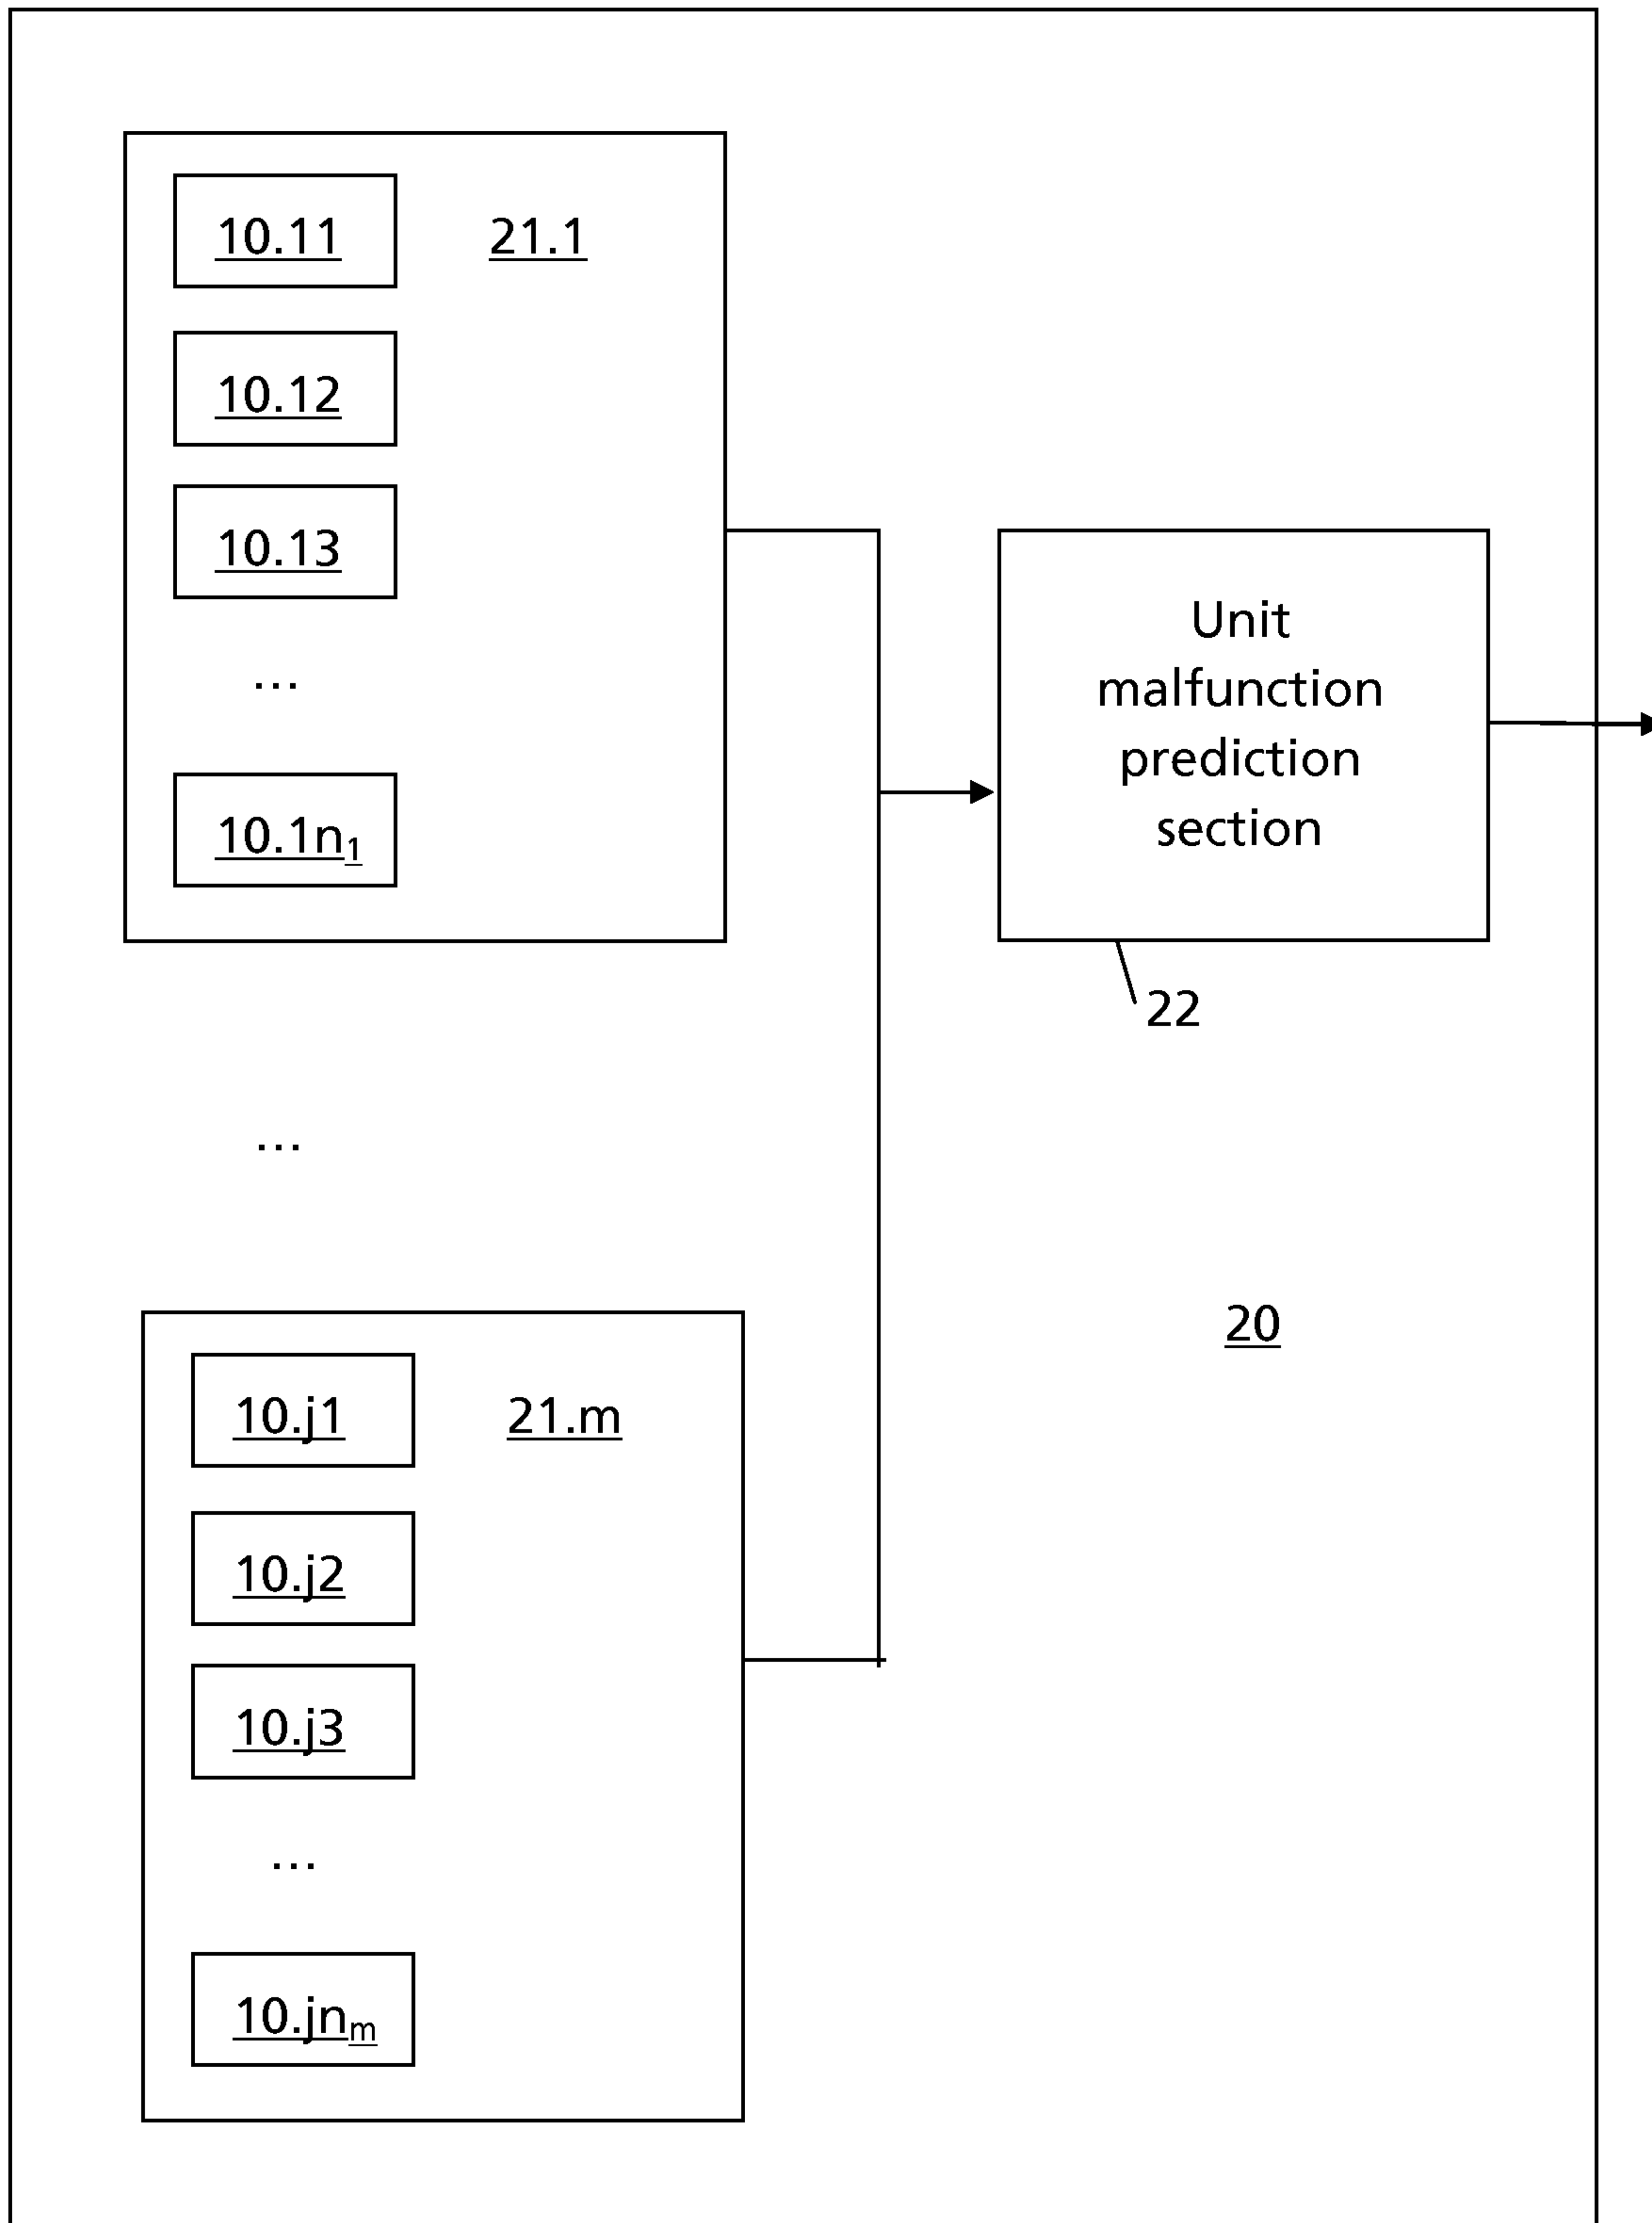 10.11
21.1
10.12
10.13
...
10.1n₁
Unit
malfunction
prediction
section
22
...
20
10.j1
21.m
10.j2
10.j3
...
10.jnₘ